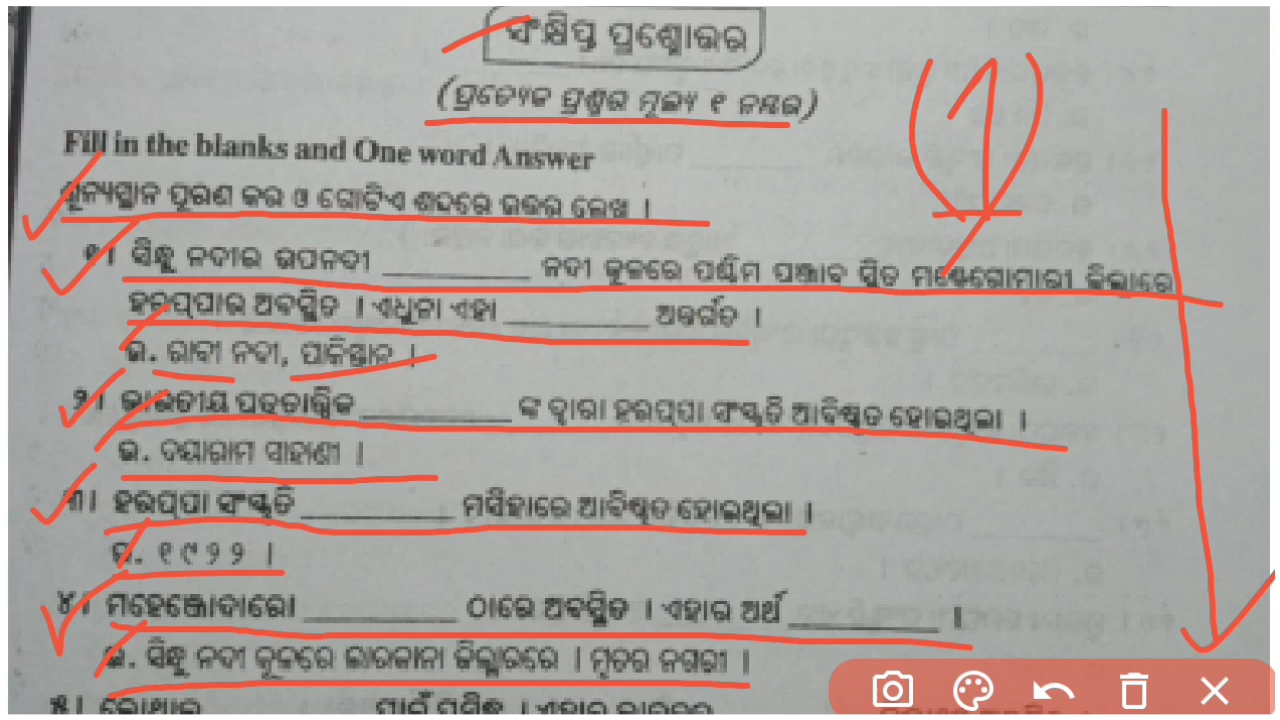 ସଂକ୍ଷିପ୍ତ ପ୍ରଶ୍ନୋତ୍ତର
(ପ୍ରତ୍ୟେକ ପ୍ରଶ୍ନର ମୂଲ୍ୟ ୧ ନମ୍ବର)
(1)
Fill in the blanks and One word Answer
ଶୂନ୍ୟସ୍ଥାନ ପୂରଣ କର ଓ ଗୋଟିଏ ଶବ୍ଦରେ ଉତ୍ତର ଲେଖ ।
୧। ସିନ୍ଧୁ ନଦୀର ଉପନଦୀ ________ ନଦୀ କୂଳରେ ପଶ୍ଚିମ ପଞ୍ଜାବ ସ୍ଥିତ ମଣ୍ଟେଗୋମାରୀ ଜିଲ୍ଲାରେ
ହରପ୍ପାର ଅବସ୍ଥିତ । ଏଧୁନା ଏହା ________ ଅନ୍ତର୍ଗତ ।
ଉ. ରାବୀ ନଦୀ, ପାକିସ୍ତାନ ।
୨। ଭାରତୀୟ ପ୍ରତ୍ନତାତ୍ତ୍ୱିକ ________ ଙ୍କ ଦ୍ୱାରା ହରପ୍ପା ସଂସ୍କୃତି ଆବିଷ୍କୃତ ହୋଇଥିଲା ।
ଉ. ଦୟାରାମ ସାହାଣୀ ।
୩। ହରପ୍ପା ସଂସ୍କୃତି ________ ମସିହାରେ ଆବିଷ୍କୃତ ହୋଇଥିଲା ।
ଉ. ୧୯୨୨ ।
୪। ମହେଞ୍ଜୋଦାରୋ ________ ଠାରେ ଅବସ୍ଥିତ । ଏହାର ଅର୍ଥ ________ ।
ଉ. ସିନ୍ଧୁ ନଦୀ କୂଳରେ ଲାରକାନା ଜିଲ୍ଲାରରେ । ମୃତର ନଗରୀ ।
୫। ଲୋଥାଲ